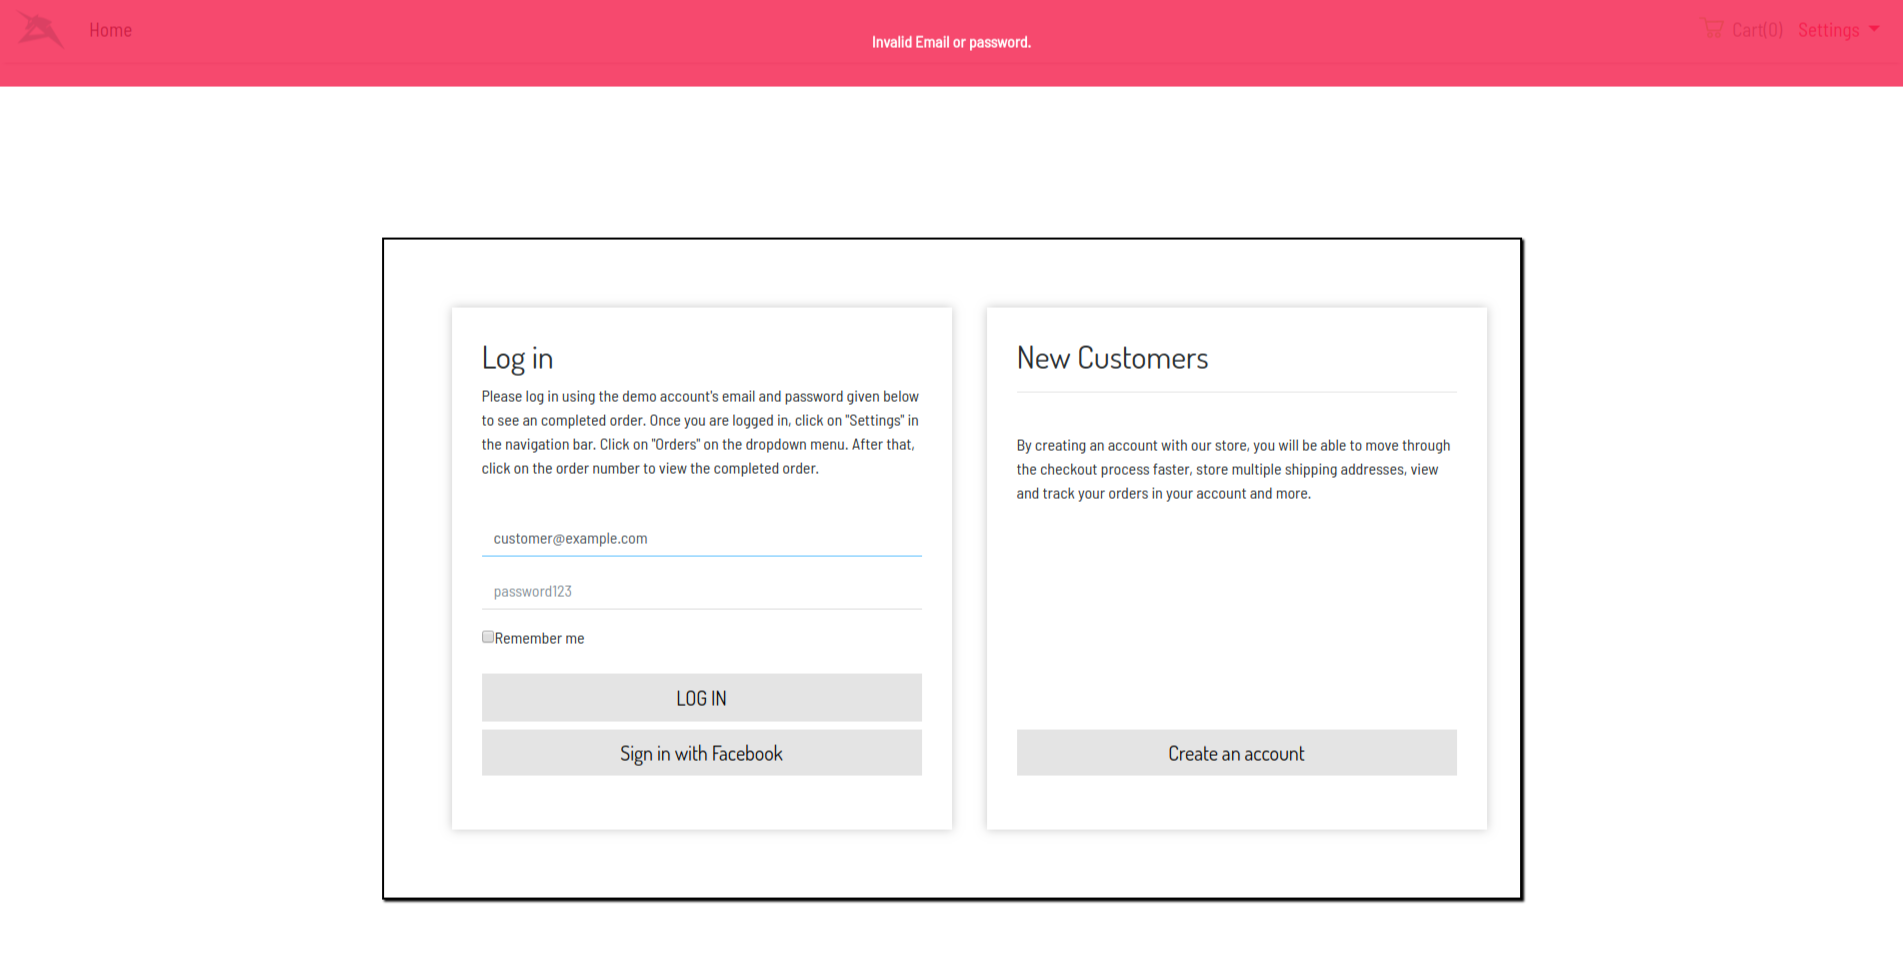 Home
Invalid Email or password.
Cart(0)
Settings
Log in
Please log in using the demo account's email and password given below
to see an completed order. Once you are logged in, click on "Settings" in
the navigation bar. Click on "Orders" on the dropdown menu. After that,
click on the order number to view the completed order.
customer@example.com
password123
Remember me
LOG IN
Sign in with Facebook
New Customers
By creating an account with our store, you will be able to move through
the checkout process faster, store multiple shipping addresses, view
and track your orders in your account and more.
Create an account